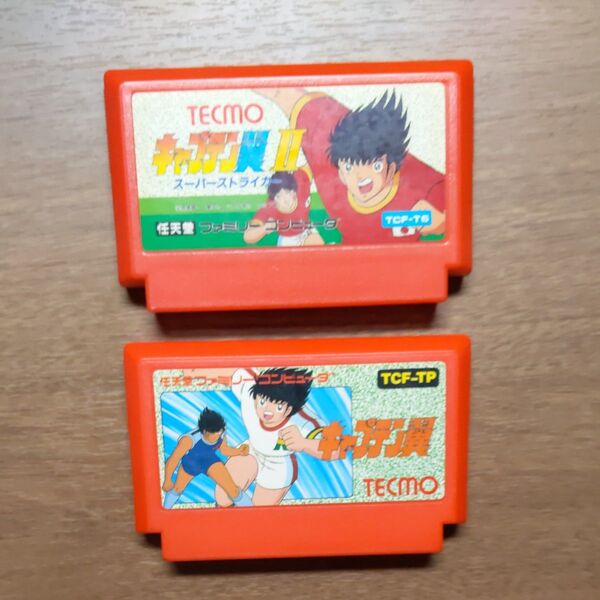 TECMO
キャプテン翼II
スーパーストライカー
TCF-T6
任天堂 ファミリーコンピュータ
任天堂ファミリーコンピュータ
TCF-TP
キャプテン翼
TECMO